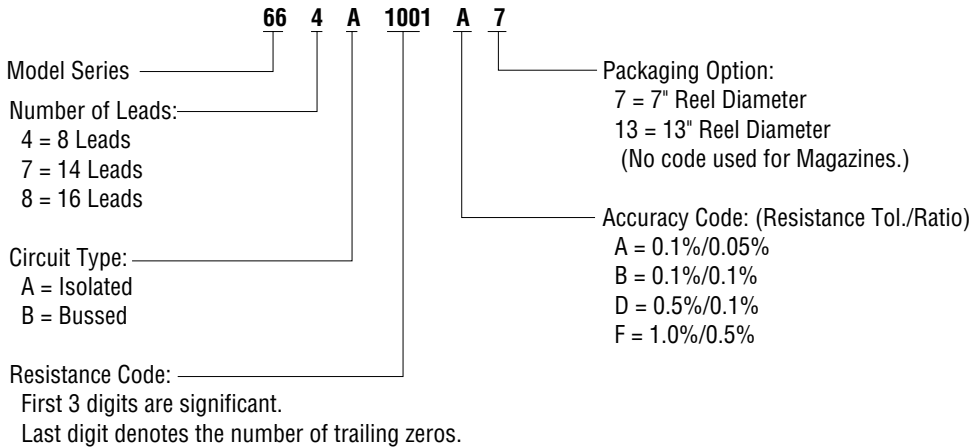 66 4 A 1001 A 7
Model Series
Number of Leads:
4 = 8 Leads
7 = 14 Leads
8 = 16 Leads
Circuit Type:
A = Isolated
B = Bussed
Resistance Code:
First 3 digits are significant.
Last digit denotes the number of trailing zeros.
Packaging Option:
7 = 7" Reel Diameter
13 = 13" Reel Diameter
(No code used for Magazines.)
Accuracy Code: (Resistance Tol./Ratio)
A = 0.1%/0.05%
B = 0.1%/0.1%
D = 0.5%/0.1%
F = 1.0%/0.5%